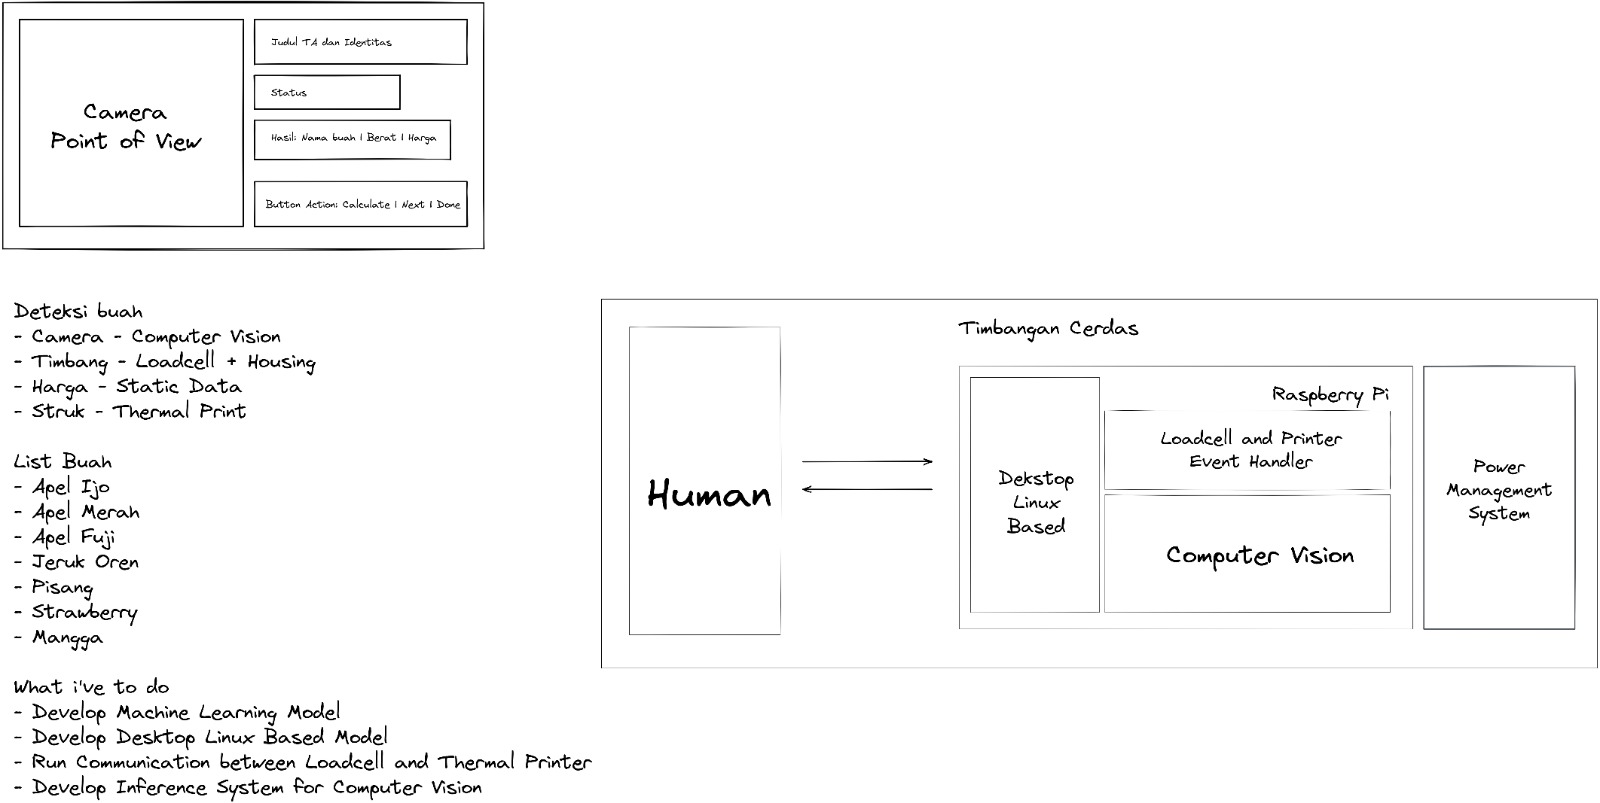 Camera
Point of View
Judul TA dan Identitas
Status
Hasil: Nama buah | Berat | Harga
Button Action: Calculate | Next | Done
Deteksi buah
- Camera - Computer Vision
- Timbang - Loadcell + Housing
- Harga - Static Data
- Struk - Thermal Print
List Buah
- Apel Ijo
- Apel Merah
- Apel Fuji
- Jeruk Oren
- Pisang
- Strawberry
- Mangga
What i've to do
- Develop Machine Learning Model
- Develop Desktop Linux Based Model
- Run Communication between Loadcell and Thermal Printer
- Develop Inference System for Computer Vision
Timbangan Cerdas
Human
Raspberry Pi
Dekstop
Linux
Based
Loadcell and Printer
Event Handler
Computer Vision
Power
Management
System